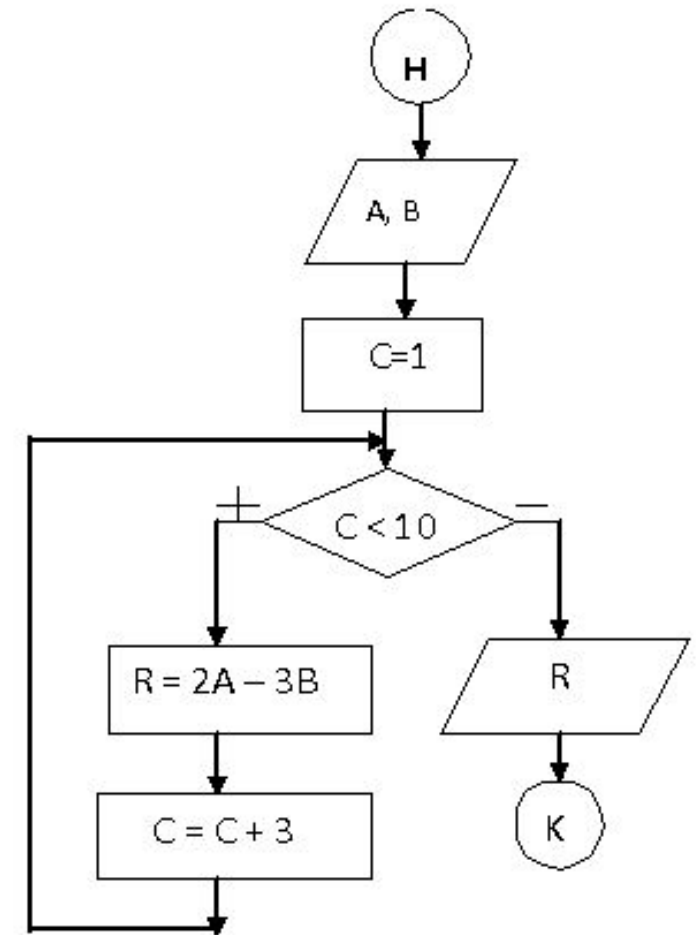 H
A, B
C=1
+
C < 10
−
R = 2A – 3B
R
C = C + 3
K